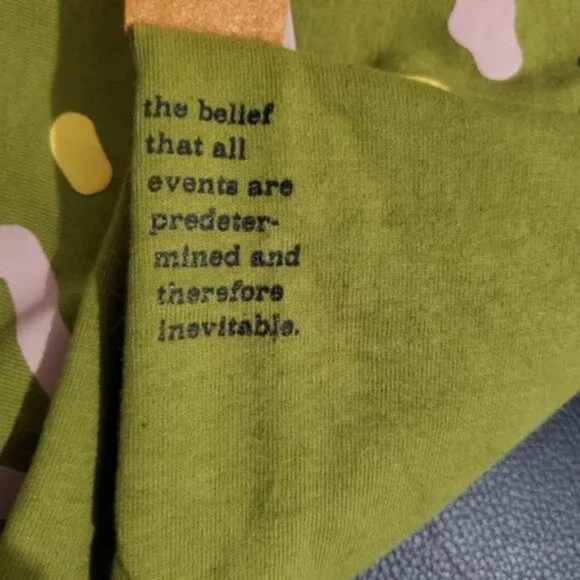 the belief
that all
events are
predeter-
mined and
therefore
inevitable.